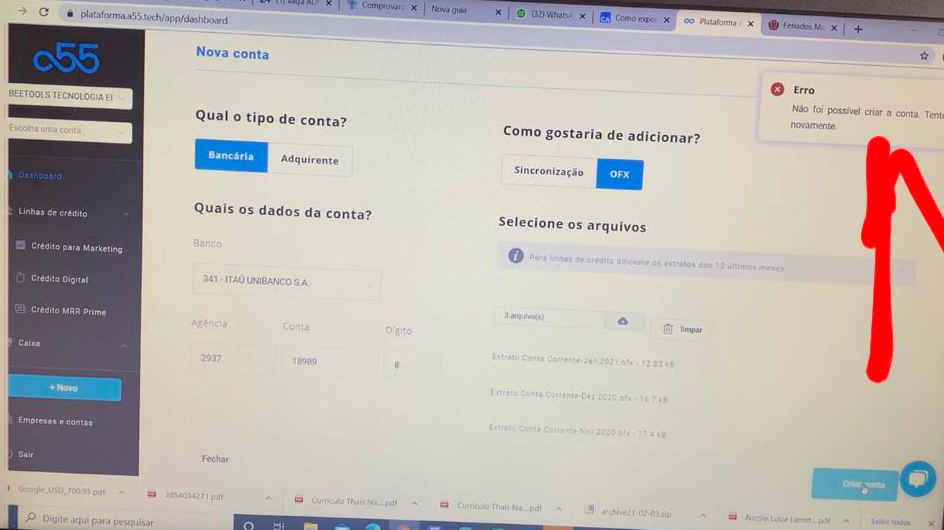 (1) Vaga ADM
Comprovant
Nova guia
(32) WhatsA
Como expor
Plataforma A
Feriados Mu
plataforma.a55.tech/app/dashboard
a55
BEETOOLS TECNOLOGIA EI
Escolha uma conta
Dashboard
Linhas de crédito
Crédito para Marketing
Crédito Digital
Crédito MRR Prime
Caixa
+ Novo
Empresas e contas
Sair
Nova conta
Qual o tipo de conta?
Bancária
Adquirente
Quais os dados da conta?
Banco
341 - ITAÚ UNIBANCO S.A.
Agência Conta Dígito
2937 18989 8
Fechar
Como gostaria de adicionar?
Sincronização
OFX
Selecione os arquivos
Para linhas de crédito adicione os extratos dos 12 últimos meses
3 arquivo(s)
limpar
Extrato Conta Corrente-Jan 2021.ofx - 12.83 kB
Extrato Conta Corrente-Dez 2020.ofx - 16.7 kB
Extrato Conta Corrente-Nov 2020.ofx - 17.4 kB
Erro
Não foi possível criar a conta. Tente
novamente.
Criar conta
Google_USD_700.95.pdf
3854034271.pdf
Currículo Thais Na....pdf
Currículo Thais Na....pdf
archive21-02-03.zip
Nicole Luize Lienst....pdf
Exibir todos
Digite aqui para pesquisar